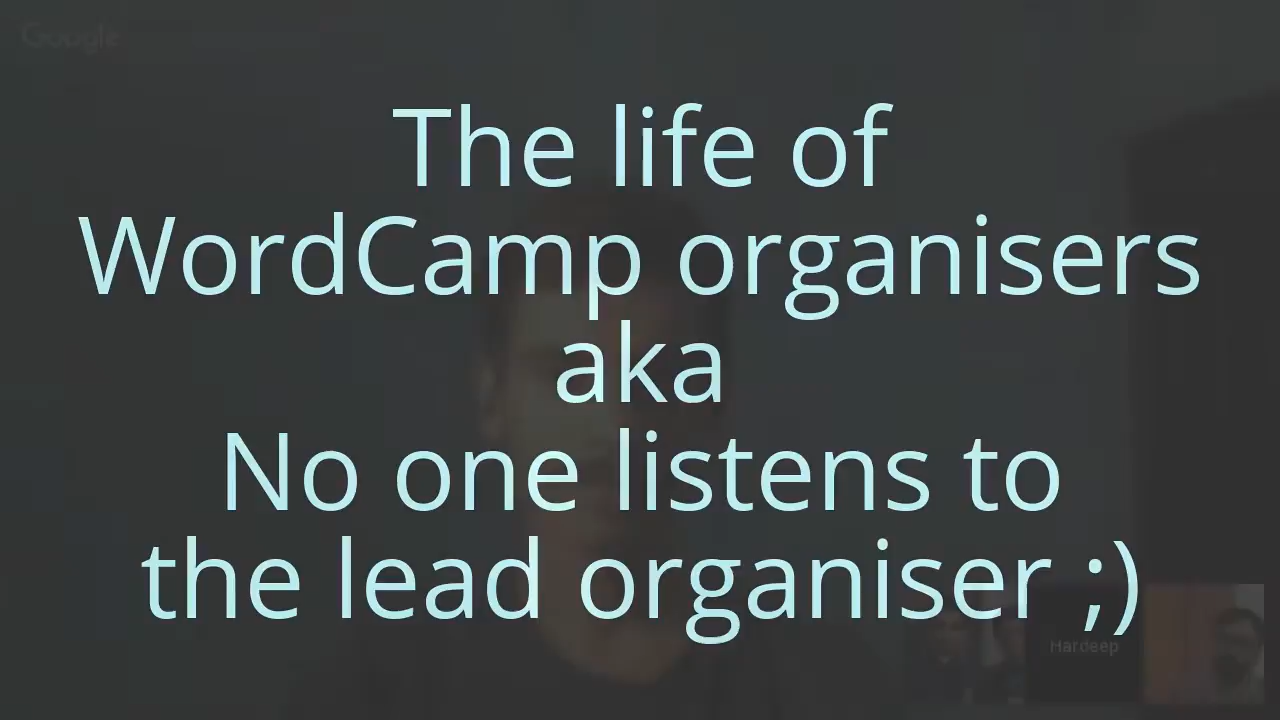 Google
The life of
WordCamp organisers
aka
No one listens to
the lead organiser ;)
Hardeep